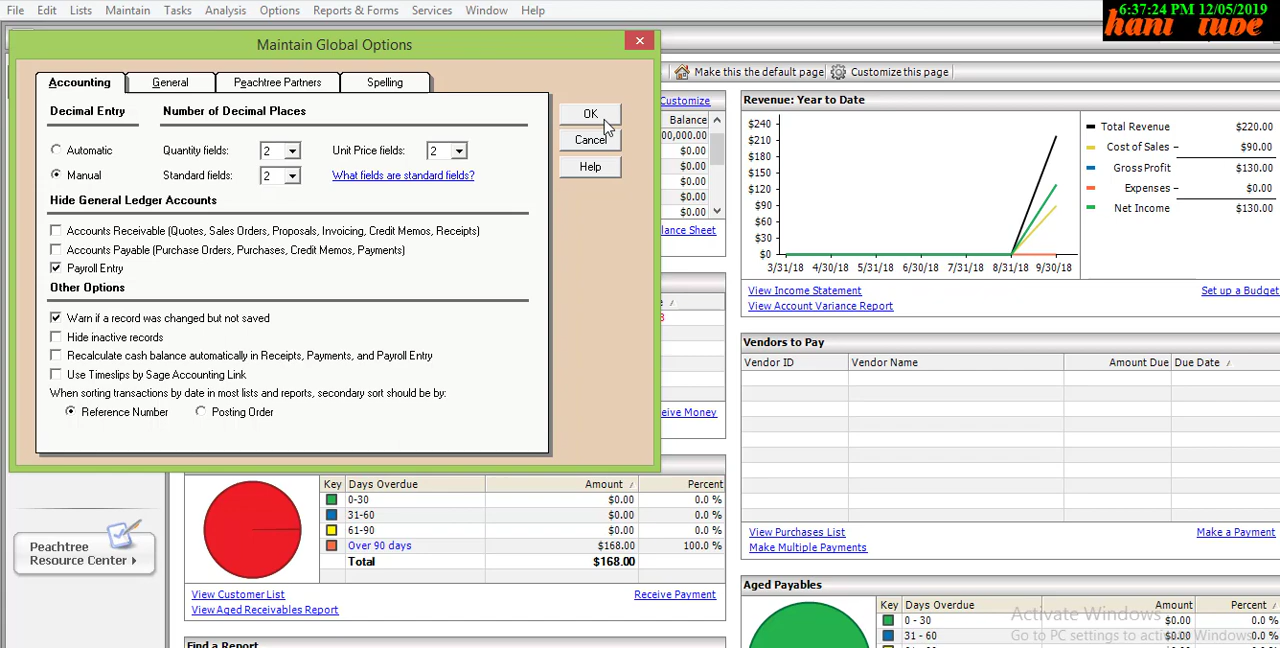 File Edit Lists Maintain Tasks Analysis Options Reports & Forms Services Window Help
6:37:24 PM 12/05/2019
hani tube
Maintain Global Options
Make this the default page
Customize this page
Accounting General Peachtree Partners Spelling
Decimal Entry Number of Decimal Places
OK
Cancel
Help
Automatic Quantity fields: 2 Unit Price fields: 2
Manual Standard fields: 2 What fields are standard fields?
Hide General Ledger Accounts
Accounts Receivable (Quotes, Sales Orders, Proposals, Invoicing, Credit Memos, Receipts)
Accounts Payable (Purchase Orders, Purchases, Credit Memos, Payments)
Payroll Entry
Other Options
Warn if a record was changed but not saved
Hide inactive records
Recalculate cash balance automatically in Receipts, Payments, and Payroll Entry
Use Timeslips by Sage Accounting Link
When sorting transactions by date in most lists and reports, secondary sort should be by:
Reference Number Posting Order
Customize
Balance
00,000.00
$0.00
$0.00
$0.00
$0.00
$0.00
lance Sheet
eive Money
Revenue: Year to Date
$240
$210
$180
$150
$120
$90
$60
$30
$0
3/31/18 4/30/18 5/31/18 6/30/18 7/31/18 8/31/18 9/30/18
Total Revenue $220.00
Cost of Sales - $90.00
Gross Profit $130.00
Expenses - $0.00
Net Income $130.00
View Income Statement Set up a Budget
View Account Variance Report
Vendors to Pay
Vendor ID Vendor Name Amount Due Due Date
View Purchases List Make a Payment
Make Multiple Payments
Peachtree
Resource Center
Key Days Overdue Amount Percent
0-30 $0.00 0.0 %
31-60 $0.00 0.0 %
61-90 $0.00 0.0 %
Over 90 days $168.00 100.0 %
Total $168.00
View Customer List Receive Payment
View Aged Receivables Report
Find a Report
Aged Payables
Key Days Overdue Amount Percent
0 - 30 $0.00 0.0 %
31 - 60 $0.00 0.0 %
Activate Windows
Go to PC settings to activate Windows.